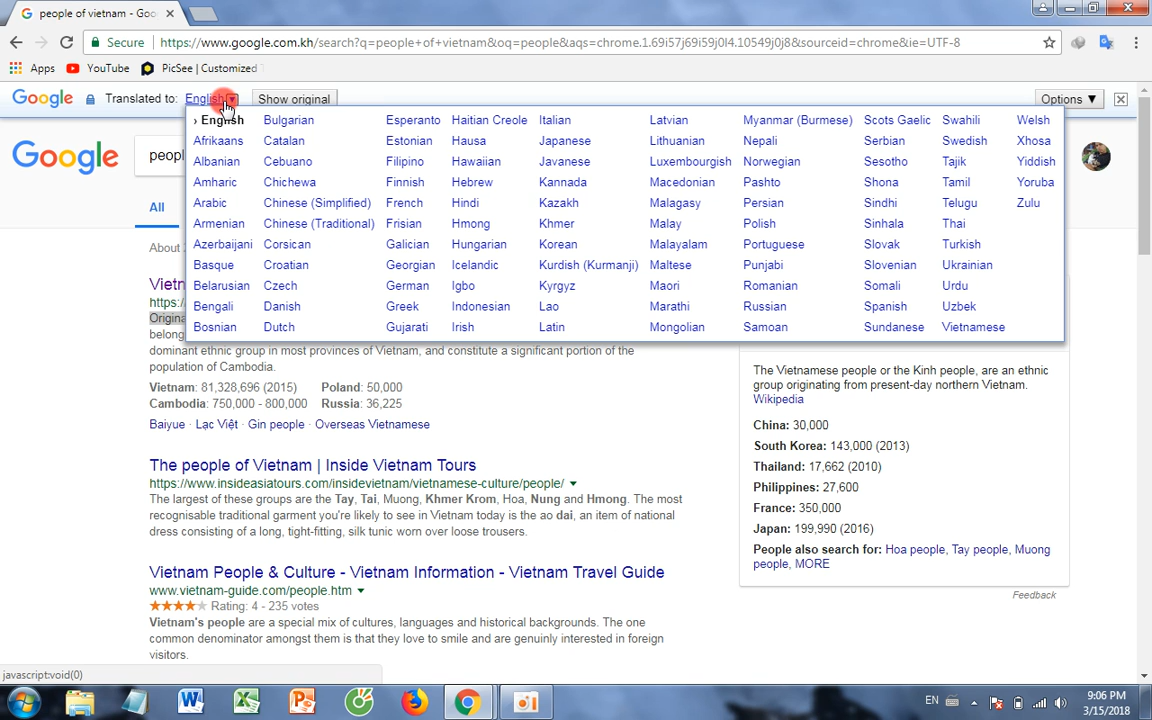 people of vietnam - Goo
Secure https://www.google.com.kh/search?q=people+of+vietnam&oq=people&aqs=chrome.1.69i57j69i59j0l4.10549j0j8&sourceid=chrome&ie=UTF-8
Apps YouTube PicSee | Customized
Google Translated to: English Show original Options ▼
› English Bulgarian Esperanto Haitian Creole Italian Latvian Myanmar (Burmese) Scots Gaelic Swahili Welsh
Afrikaans Catalan Estonian Hausa Japanese Lithuanian Nepali Serbian Swedish Xhosa
Albanian Cebuano Filipino Hawaiian Javanese Luxembourgish Norwegian Sesotho Tajik Yiddish
Amharic Chichewa Finnish Hebrew Kannada Macedonian Pashto Shona Tamil Yoruba
Arabic Chinese (Simplified) French Hindi Kazakh Malagasy Persian Sindhi Telugu Zulu
Armenian Chinese (Traditional) Frisian Hmong Khmer Malay Polish Sinhala Thai
Azerbaijani Corsican Galician Hungarian Korean Malayalam Portuguese Slovak Turkish
Basque Croatian Georgian Icelandic Kurdish (Kurmanji) Maltese Punjabi Slovenian Ukrainian
Belarusian Czech German Igbo Kyrgyz Maori Romanian Somali Urdu
Bengali Danish Greek Indonesian Lao Marathi Russian Spanish Uzbek
Bosnian Dutch Gujarati Irish Latin Mongolian Samoan Sundanese Vietnamese
Google peopl
All
About
Vietn
https:/
Origina
belong
dominant ethnic group in most provinces of Vietnam, and constitute a significant portion of the
population of Cambodia.
Vietnam: 81,328,696 (2015) Poland: 50,000
Cambodia: 750,000 - 800,000 Russia: 36,225
Baiyue · Lạc Việt · Gin people · Overseas Vietnamese
The people of Vietnam | Inside Vietnam Tours
https://www.insideasiatours.com/insidevietnam/vietnamese-culture/people/ ▼
The largest of these groups are the Tay, Tai, Muong, Khmer Krom, Hoa, Nung and Hmong. The most
recognisable traditional garment you're likely to see in Vietnam today is the ao dai, an item of national
dress consisting of a long, tight-fitting, silk tunic worn over loose trousers.
Vietnam People & Culture - Vietnam Information - Vietnam Travel Guide
www.vietnam-guide.com/people.htm ▼
★★★★★ Rating: 4 - 235 votes
Vietnam's people are a special mix of cultures, languages and historical backgrounds. The one
common denominator amongst them is that they love to smile and are genuinely interested in foreign
visitors.
The Vietnamese people or the Kinh people, are an ethnic
group originating from present-day northern Vietnam.
Wikipedia
China: 30,000
South Korea: 143,000 (2013)
Thailand: 17,662 (2010)
Philippines: 27,600
France: 350,000
Japan: 199,990 (2016)
People also search for: Hoa people, Tay people, Muong
people, MORE
Feedback
javascript:void(0)
EN
9:06 PM
3/15/2018